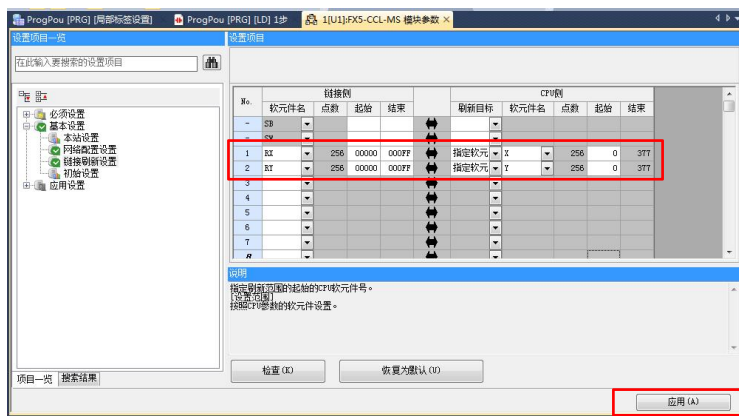 ProgPou [PRG] [局部标签设置] ProgPou [PRG] [LD] 1步 1[U1]:FX5-CCL-MS 模块参数
设置项目一览
在此输入要搜索的设置项目
必须设置
基本设置
本站设置
网络配置设置
链接刷新设置
初始设置
应用设置
项目一览 搜索结果
设置项目
No. 链接侧 CPU侧
软元件名 点数 起始 结束 刷新目标 软元件名 点数 起始 结束
- SB
- SW
1 RX 256 00000 000FF 指定软元 X 256 0 377
2 RY 256 00000 000FF 指定软元 Y 256 0 377
3
4
5
6
7
8
说明
指定刷新范围的起始的CPU软元件号。
[设置范围]
按照CPU参数的软元件设置。
检查(K) 恢复为默认(U)
应用(A)